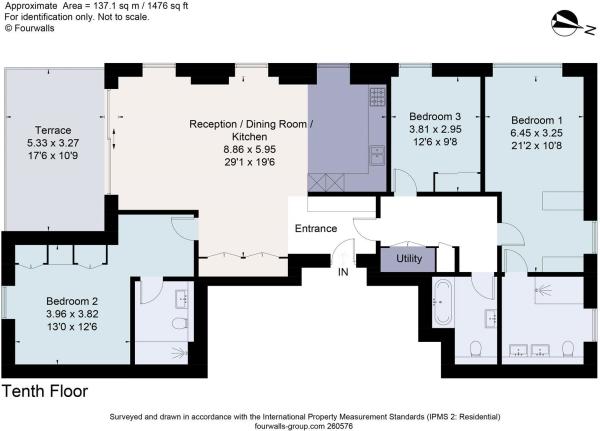 Approximate Area = 137.1 sq m / 1476 sq ft
For identification only. Not to scale.
© Fourwalls
N
Terrace
5.33 x 3.27
17'6 x 10'9
Reception / Dining Room /
Kitchen
8.86 x 5.95
29'1 x 19'6
Bedroom 3
3.81 x 2.95
12'6 x 9'8
Bedroom 1
6.45 x 3.25
21'2 x 10'8
Entrance
IN
Utility
Bedroom 2
3.96 x 3.82
13'0 x 12'6
Tenth Floor
Surveyed and drawn in accordance with the International Property Measurement Standards (IPMS 2: Residential)
fourwalls-group.com 260576